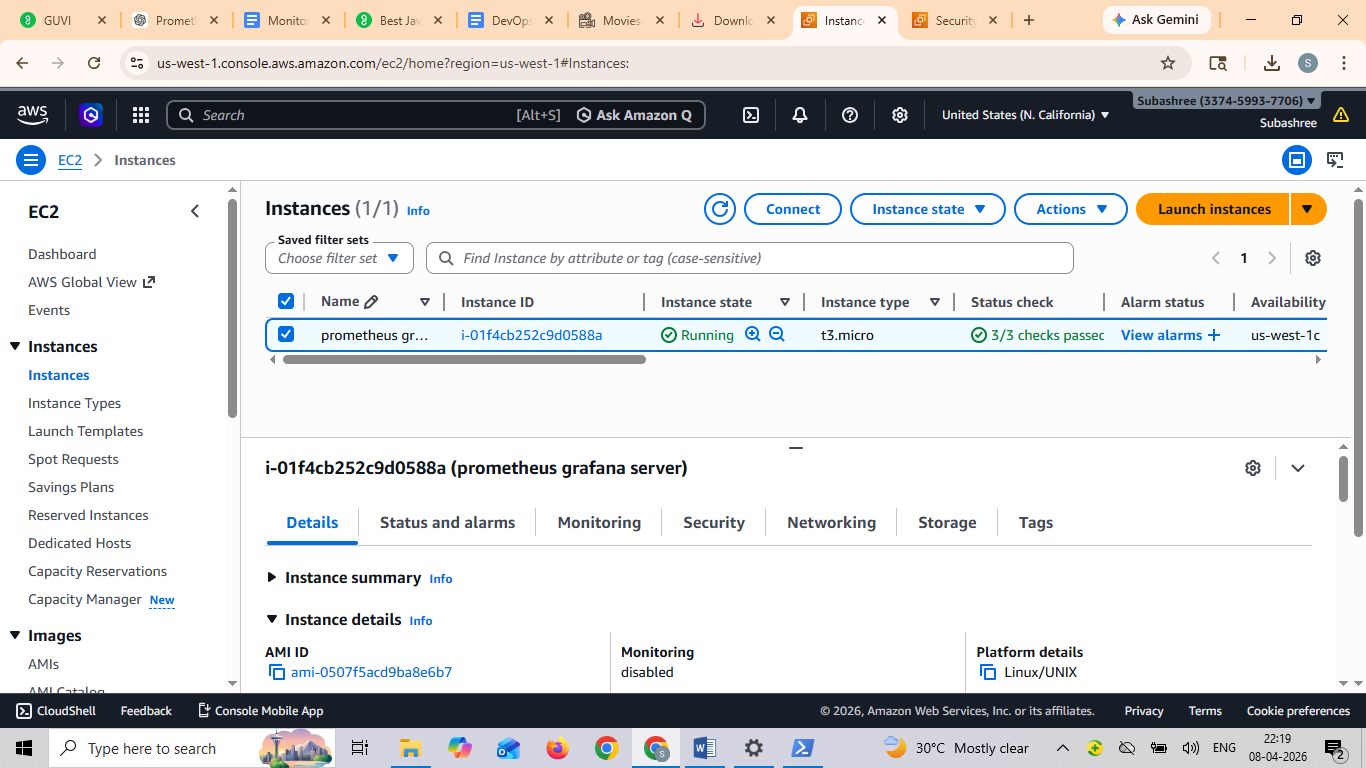 GUVI
Prometh
Monito
Best Jav
DevOps
Movies
Downlo
Instance
Security
Ask Gemini
us-west-1.console.aws.amazon.com/ec2/home?region=us-west-1#Instances:
S
aws
Search
[Alt+S]
Ask Amazon Q
United States (N. California)
Subashree (3374-5993-7706)
Subashree
EC2
Instances
EC2
Dashboard
AWS Global View
Events
Instances
Instances
Instance Types
Launch Templates
Spot Requests
Savings Plans
Reserved Instances
Dedicated Hosts
Capacity Reservations
Capacity Manager New
Images
AMIs
AMI Catalog
Instances (1/1) Info
Connect
Instance state
Actions
Launch instances
Saved filter sets
Choose filter set
Find Instance by attribute or tag (case-sensitive)
1
Name Instance ID Instance state Instance type Status check Alarm status Availability
prometheus gr... i-01f4cb252c9d0588a Running t3.micro 3/3 checks passed View alarms + us-west-1c
i-01f4cb252c9d0588a (prometheus grafana server)
Details Status and alarms Monitoring Security Networking Storage Tags
Instance summary Info
Instance details Info
AMI ID
ami-0507f5acd9ba8e6b7
Monitoring
disabled
Platform details
Linux/UNIX
CloudShell Feedback Console Mobile App © 2026, Amazon Web Services, Inc. or its affiliates. Privacy Terms Cookie preferences
Type here to search
30°C Mostly clear
ENG
22:19
08-04-2026
2